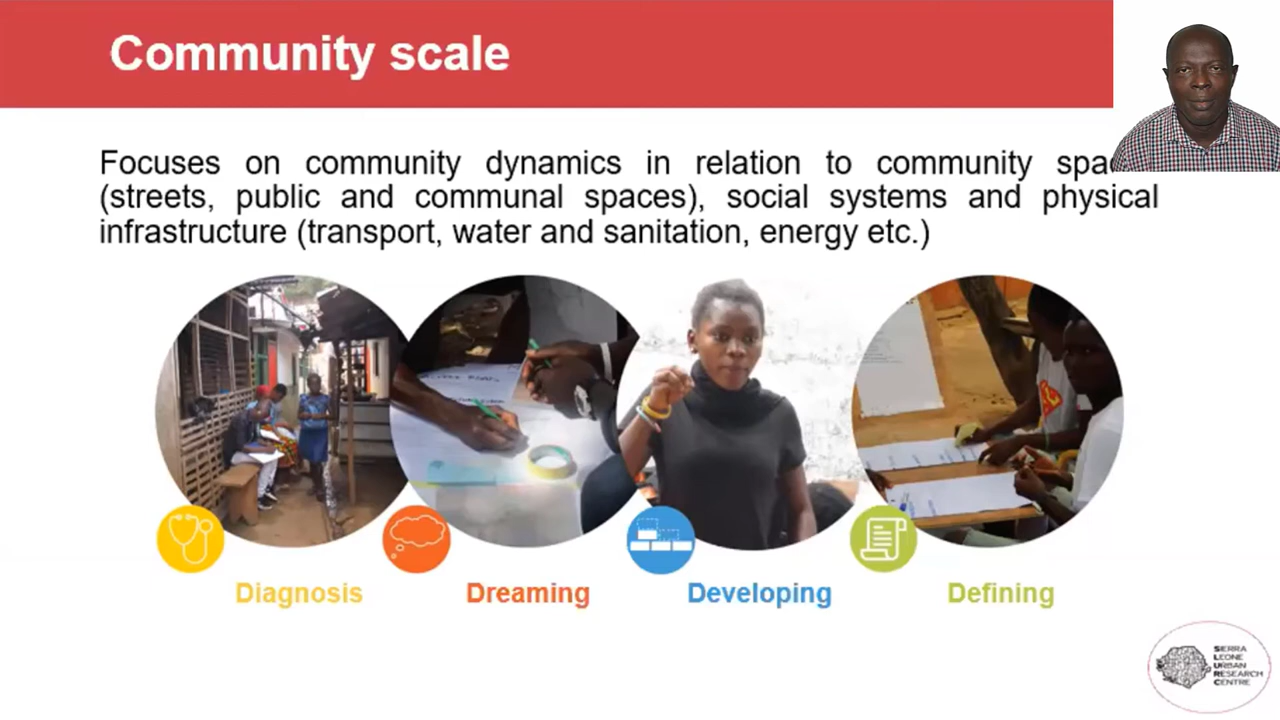 Community scale
Focuses on community dynamics in relation to community
(streets, public and communal spaces), social systems and physical
infrastructure (transport, water and sanitation, energy etc.)
Diagnosis
Dreaming
Developing
Defining
SIERRA
LEONE
URBAN
RESEARCH
CENTRE